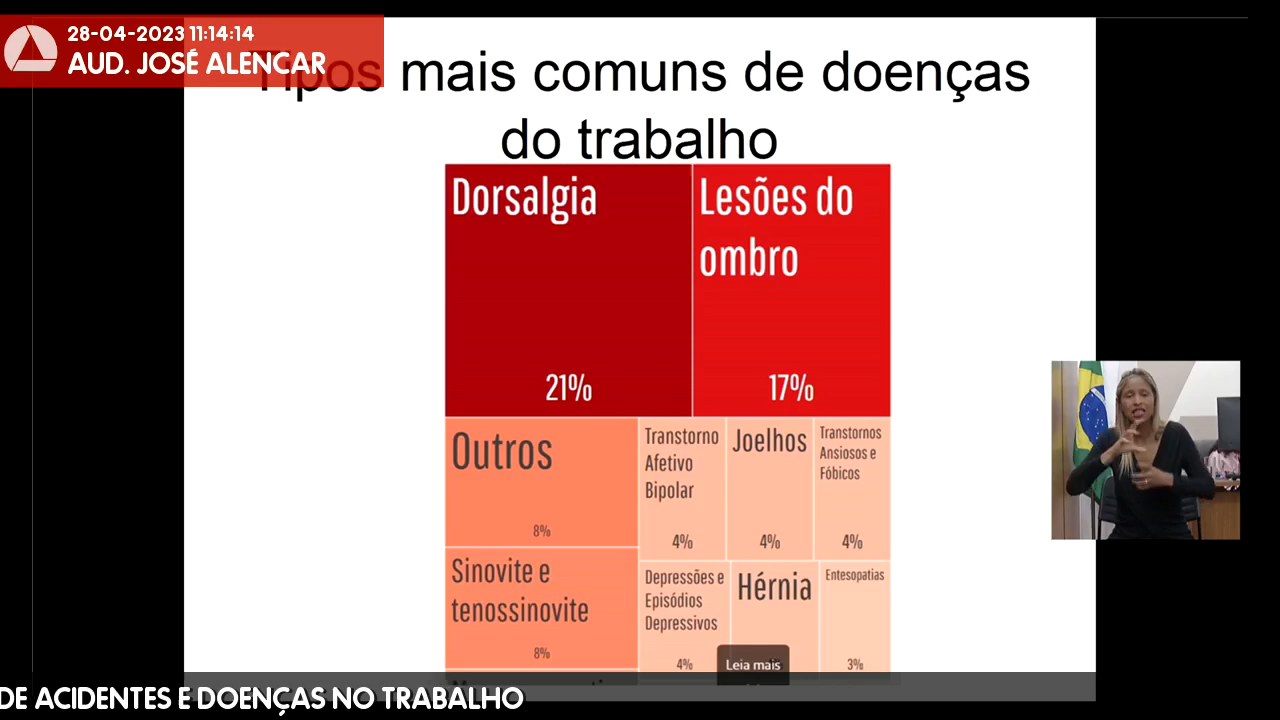 28-04-2023 11:14:14
AUD. JOSÉ ALENCAR
Tipos mais comuns de doenças
do trabalho
Dorsalgia
21%
Lesões do
ombro
17%
Outros
8%
Transtorno
Afetivo
Bipolar
4%
Joelhos
4%
Transtornos
Ansiosos e
Fóbicos
4%
Sinovite e
tenossinovite
8%
Depressões e
Episódios
Depressivos
4%
Hérnia
Entesopatias
3%
Leia mais
DE ACIDENTES E DOENÇAS NO TRABALHO